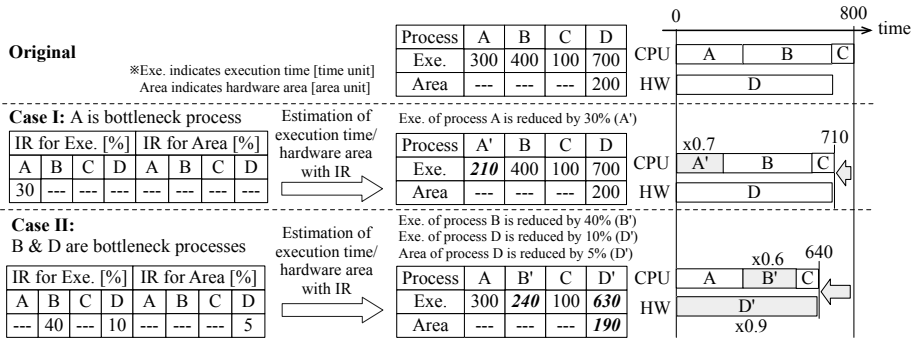 Original
※Exe. indicates execution time [time unit]
Area indicates hardware area [area unit]
Process A B C D
Exe. 300 400 100 700
Area --- --- --- 200
0 800
time
CPU A B C
HW D
Case I: A is bottleneck process
IR for Exe. [%] IR for Area [%]
A B C D A B C D
30 --- --- --- --- --- --- ---
Estimation of
execution time/
hardware area
with IR
Exe. of process A is reduced by 30% (A')
Process A' B C D
Exe. 210 400 100 700
Area --- --- --- 200
x0.7 710
CPU A' B C
HW D
Case II:
B & D are bottleneck processes
IR for Exe. [%] IR for Area [%]
A B C D A B C D
--- 40 --- 10 --- --- --- 5
Estimation of
execution time/
hardware area
with IR
Exe. of process B is reduced by 40% (B')
Exe. of process D is reduced by 10% (D')
Area of process D is reduced by 5% (D')
Process A B' C D'
Exe. 300 240 100 630
Area --- --- --- 190
x0.6 640
CPU A B' C
HW D'
x0.9